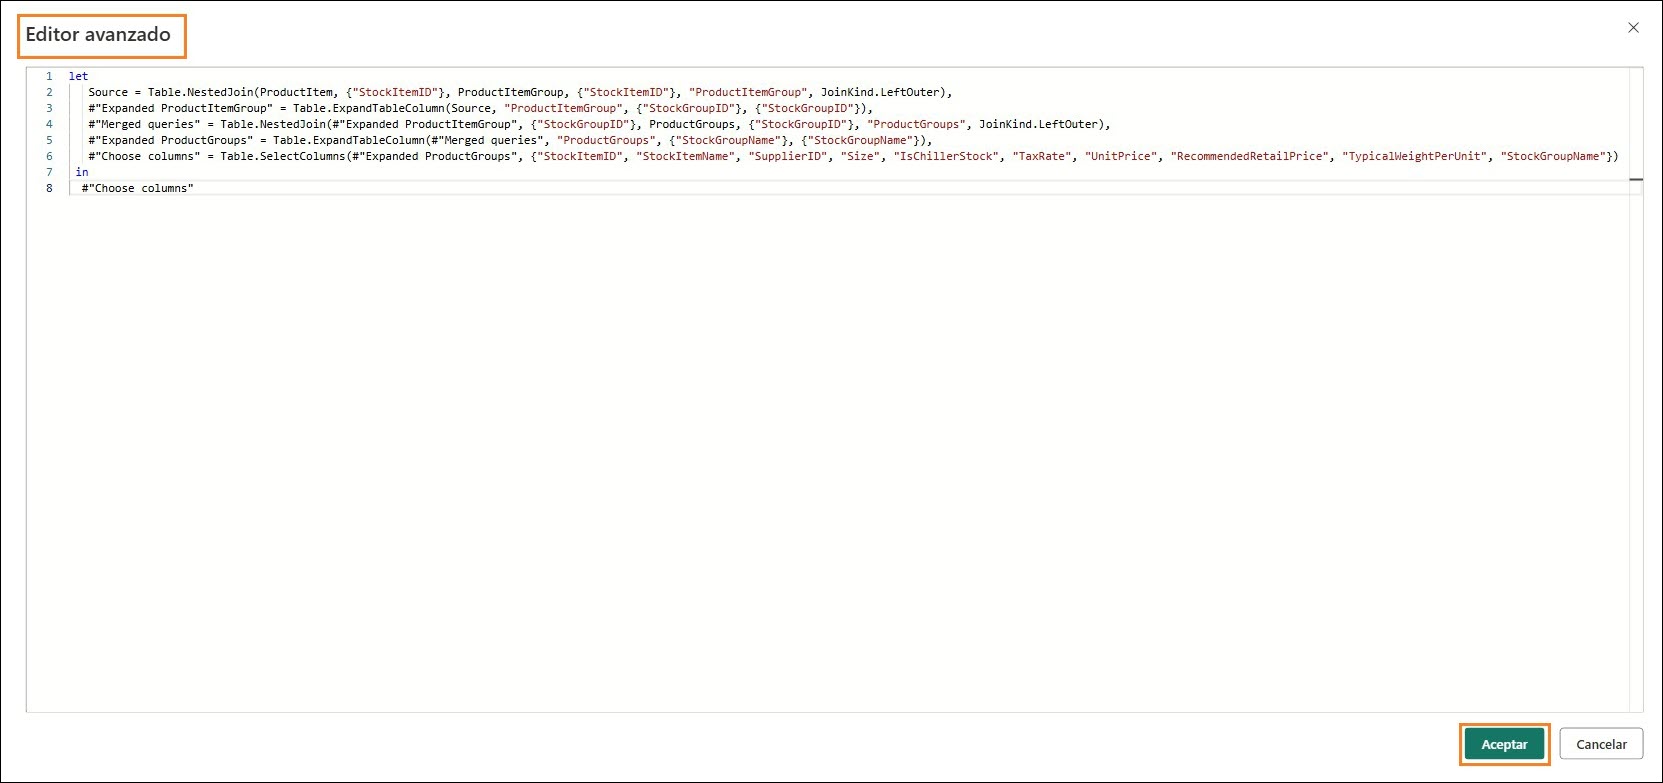 Editor avanzado
1 let
2 Source = Table.NestedJoin(ProductItem, {"StockItemID"}, ProductItemGroup, {"StockItemID"}, "ProductItemGroup", JoinKind.LeftOuter),
3 #"Expanded ProductItemGroup" = Table.ExpandTableColumn(Source, "ProductItemGroup", {"StockGroupID"}, {"StockGroupID"}),
4 #"Merged queries" = Table.NestedJoin(#"Expanded ProductItemGroup", {"StockGroupID"}, ProductGroups, {"StockGroupID"}, "ProductGroups", JoinKind.LeftOuter),
5 #"Expanded ProductGroups" = Table.ExpandTableColumn(#"Merged queries", "ProductGroups", {"StockGroupName"}, {"StockGroupName"}),
6 #"Choose columns" = Table.SelectColumns(#"Expanded ProductGroups", {"StockItemID", "StockItemName", "SupplierID", "Size", "IsChillerStock", "TaxRate", "UnitPrice", "RecommendedRetailPrice", "TypicalWeightPerUnit", "StockGroupName"})
7 in
8 #"Choose columns"
Aceptar Cancelar